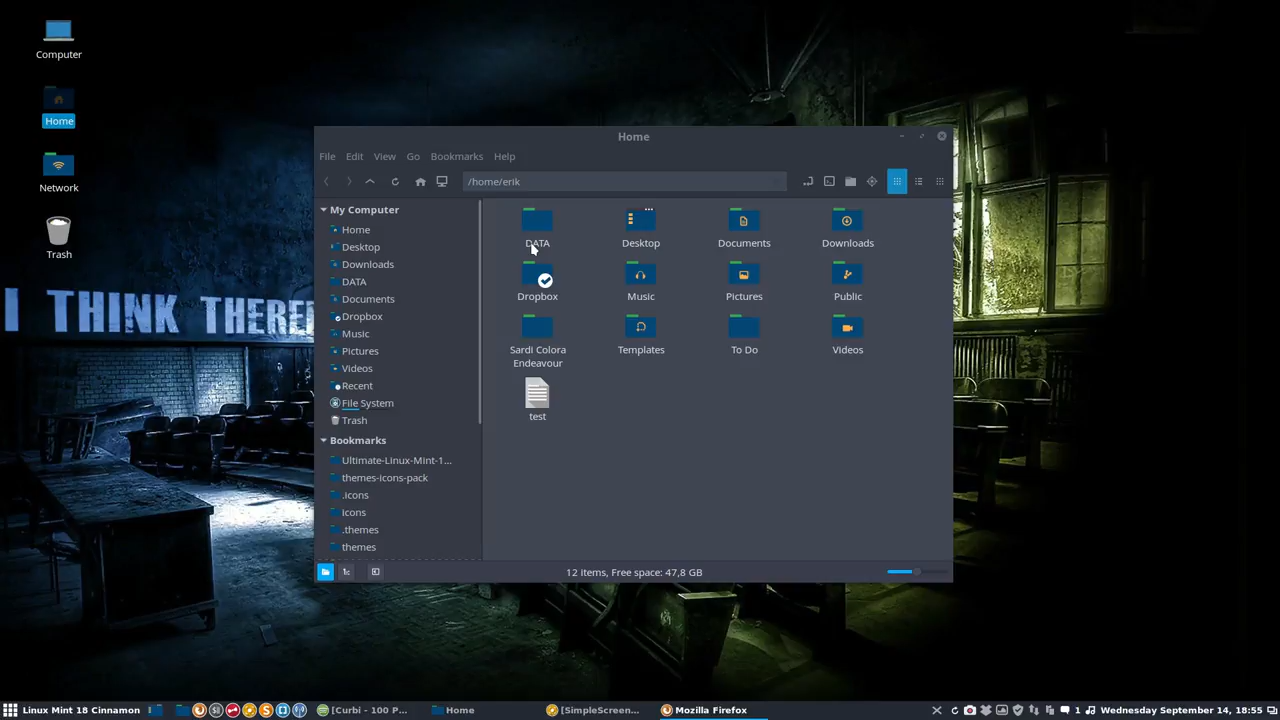 Computer
Home
Network
Trash
I THINK THEREF
Home
File Edit View Go Bookmarks Help
/home/erik
My Computer
Home
Desktop
Downloads
DATA
Documents
Dropbox
Music
Pictures
Videos
Recent
File System
Trash
Bookmarks
Ultimate-Linux-Mint-1...
themes-icons-pack
.icons
icons
.themes
themes
DATA Desktop Documents Downloads
Dropbox Music Pictures Public
Sardi Colora
Endeavour
Templates To Do Videos
test
12 items, Free space: 47,8 GB
Linux Mint 18 Cinnamon [Curbi - 100 P... Home [SimpleScreen... Mozilla Firefox 1 Wednesday September 14, 18:55